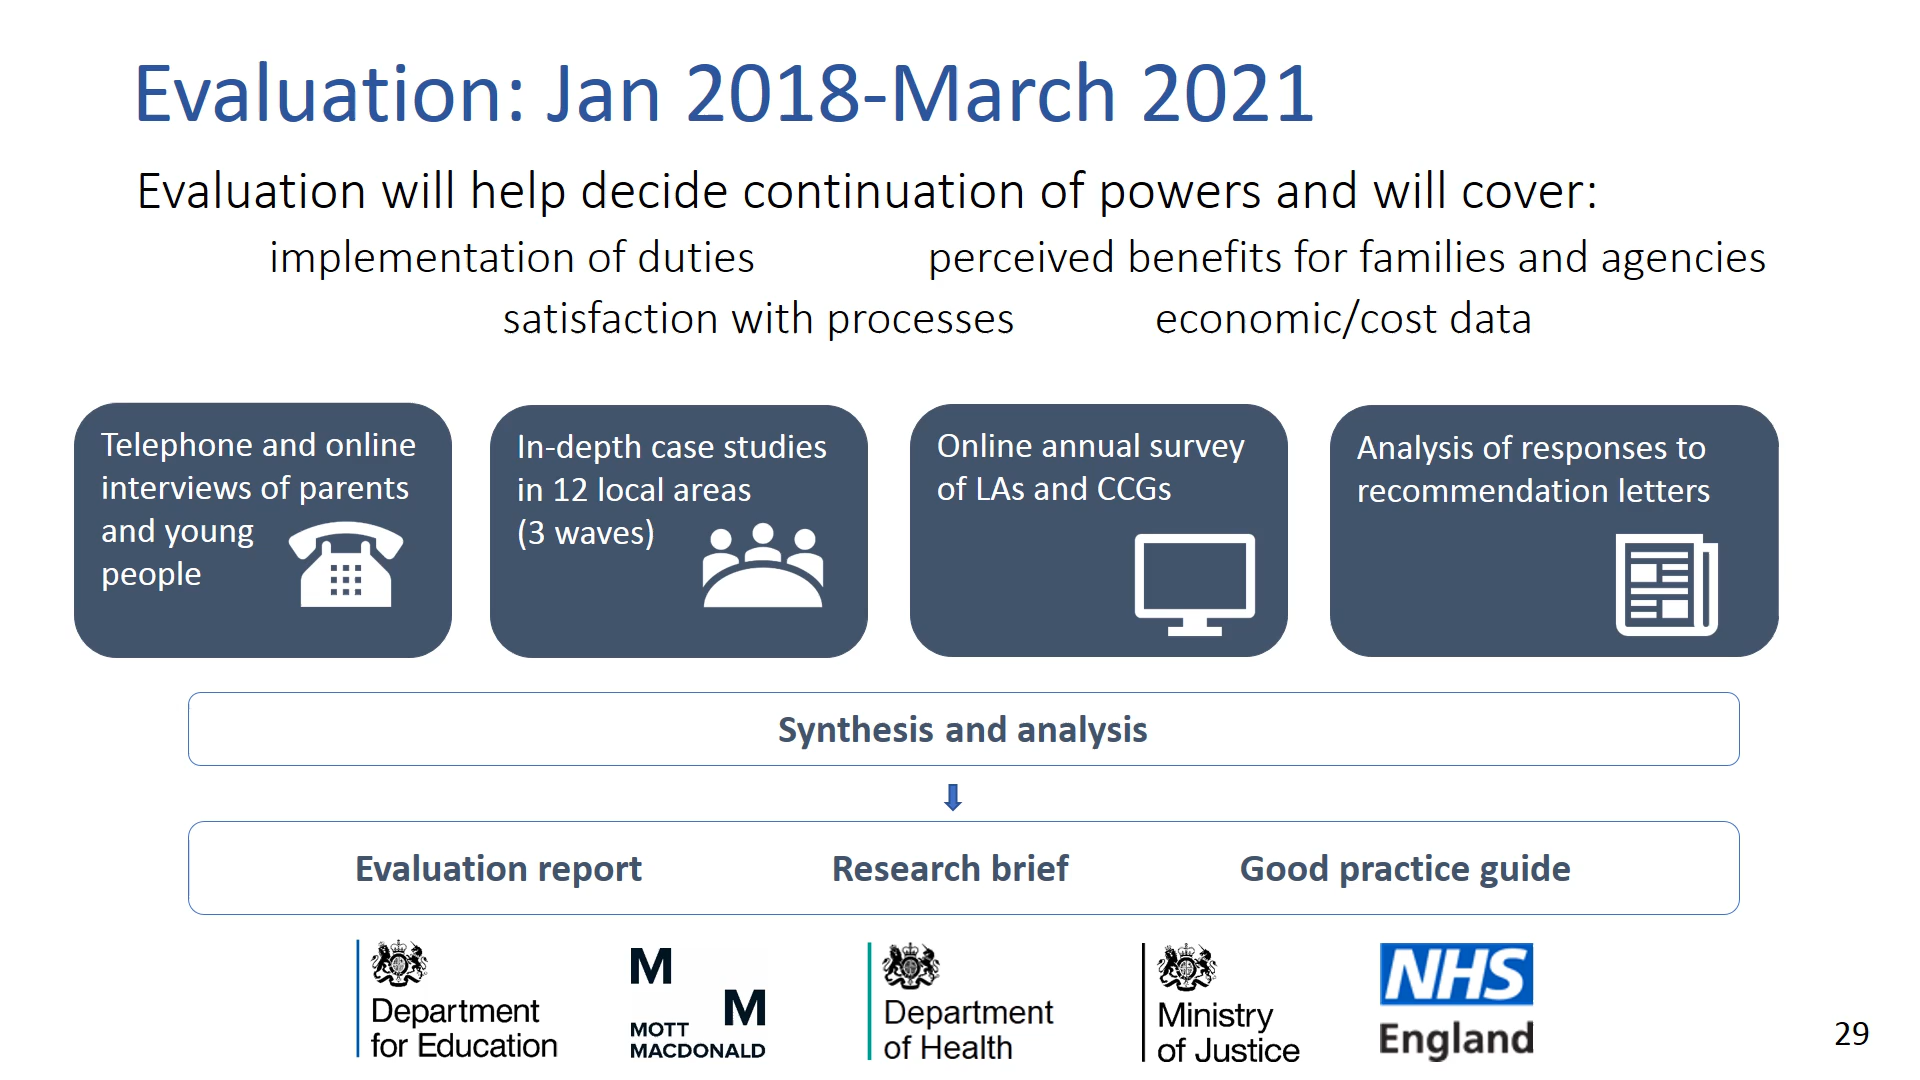 Evaluation: Jan 2018-March 2021
Evaluation will help decide continuation of powers and will cover:
implementation of duties perceived benefits for families and agencies
satisfaction with processes economic/cost data
Telephone and online
interviews of parents
and young
people
In-depth case studies
in 12 local areas
(3 waves)
Online annual survey
of LAs and CCGs
Analysis of responses to
recommendation letters
Synthesis and analysis
Evaluation report Research brief Good practice guide
Department
for Education
M
M
MOTT
MACDONALD
Department
of Health
Ministry
of Justice
NHS
England
29